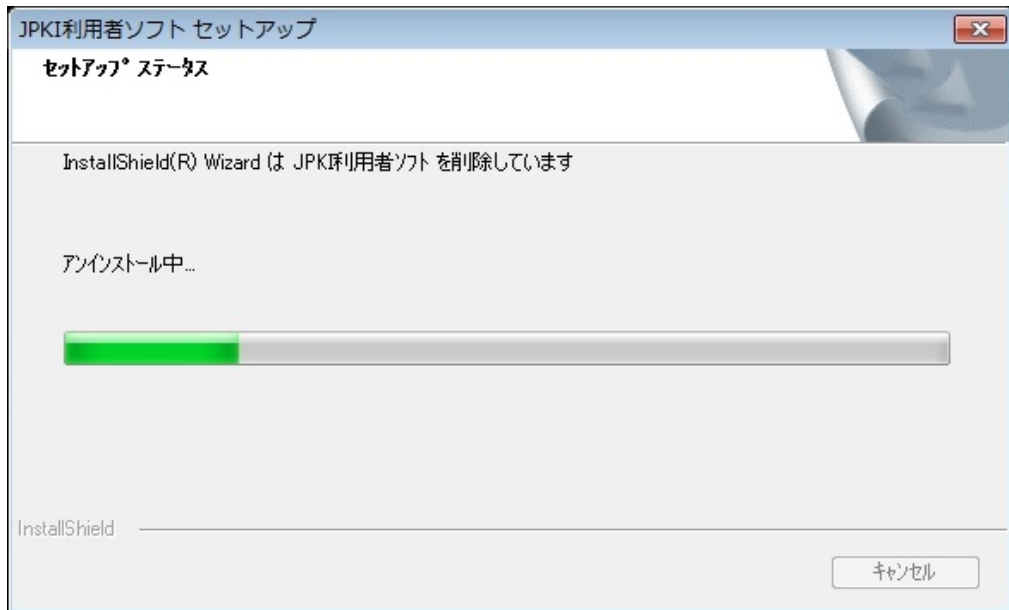 JPKI利用者ソフト セットアップ
セットアップ ステータス
InstallShield(R) Wizard は JPKI利用者ソフト を削除しています
アンインストール中...
InstallShield
キャンセル